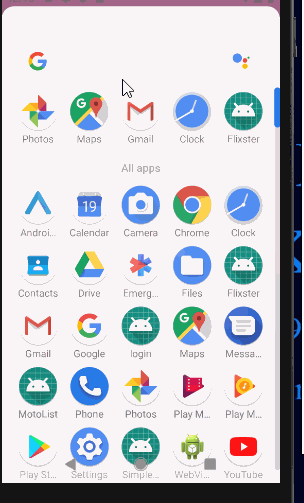 Photos Maps Gmail Clock Flixster
All apps
Androi... Calendar Camera Chrome Clock
19
Contacts Drive Emerg... Files Flixster
Gmail Google login Maps Messa...
MotoList Phone Photos Play M... Play M...
Play St... Settings Simple... WebVi... YouTube